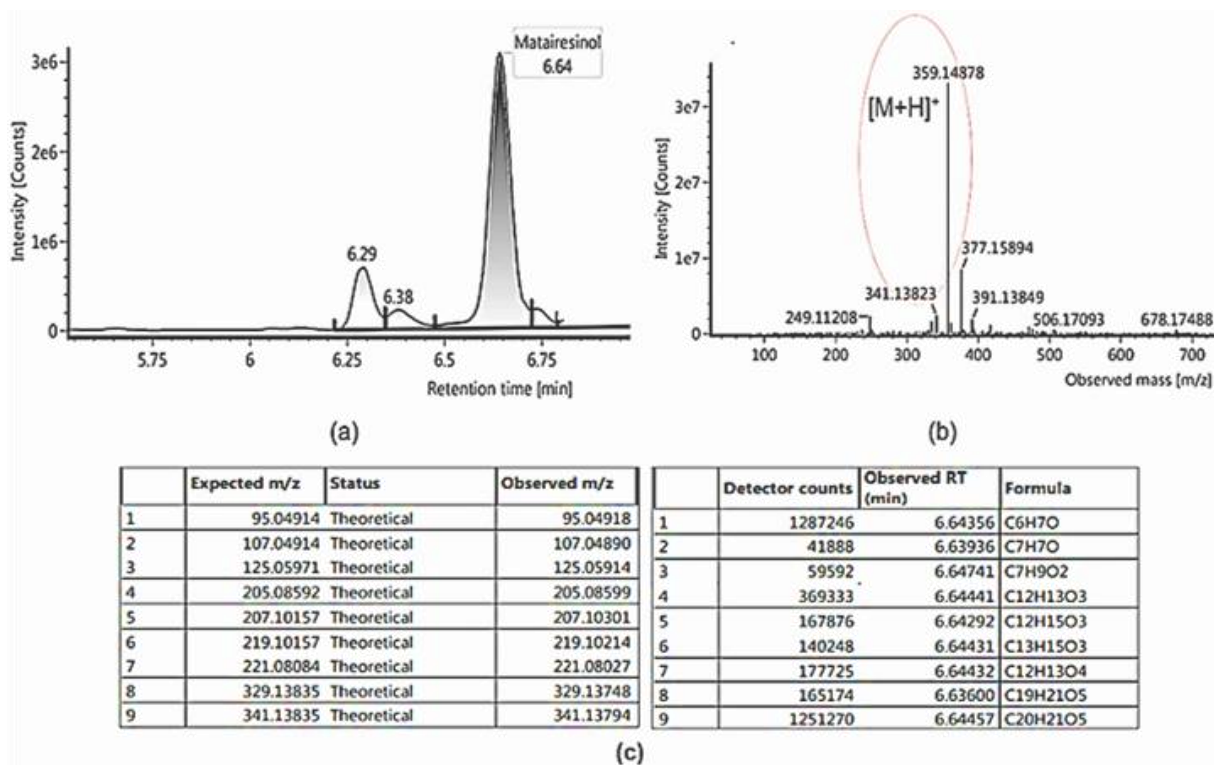 Matairesinol
6.64
3e6
2e6
1e6
0
Intensity [Counts]
6.29
6.38
5.75 6 6.25 6.5 6.75
Retention time [min]
(a)
359.14878
[M+H]+
3e7
2e7
1e7
0
Intensity [Counts]
377.15894
341.13823
391.13849
249.11208
506.17093
678.17488
100 200 300 400 500 600 700
Observed mass [m/z]
(b)
Expected m/z Status Observed m/z
1 95.04914 Theoretical 95.04918
2 107.04914 Theoretical 107.04890
3 125.05971 Theoretical 125.05914
4 205.08592 Theoretical 205.08599
5 207.10157 Theoretical 207.10301
6 219.10157 Theoretical 219.10214
7 221.08084 Theoretical 221.08027
8 329.13835 Theoretical 329.13748
9 341.13835 Theoretical 341.13794
Detector counts Observed RT (min) Formula
1 1287246 6.64356 C6H7O
2 41888 6.63936 C7H7O
3 59592 6.64741 C7H9O2
4 369333 6.64441 C12H13O3
5 167876 6.64292 C12H15O3
6 140248 6.64431 C13H15O3
7 177725 6.64432 C12H13O4
8 165174 6.63600 C19H21O5
9 1251270 6.64457 C20H21O5
(c)